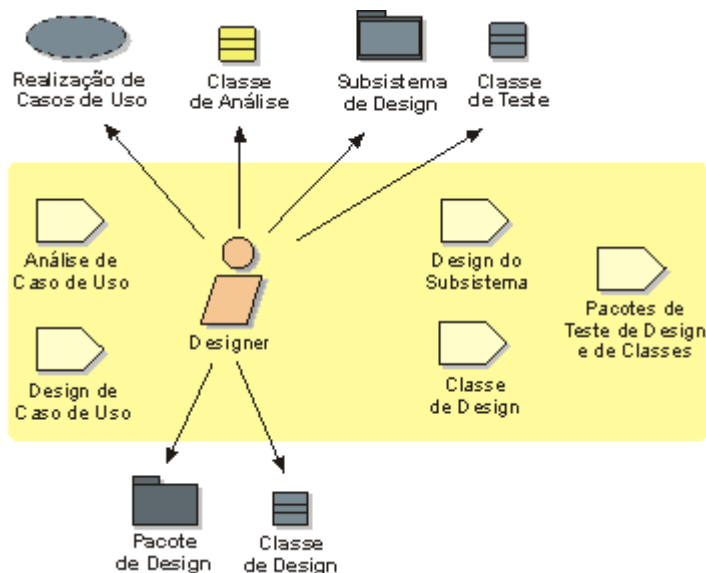 Realização de
Casos de Uso
Classe
de Análise
Subsistema
de Design
Classe
de Teste
Análise de
Caso de Uso
Design de
Caso de Uso
Designer
Design do
Subsistema
Classe
de Design
Pacotes de
Teste de Design
e de Classes
Pacote
de Design
Classe
de Design